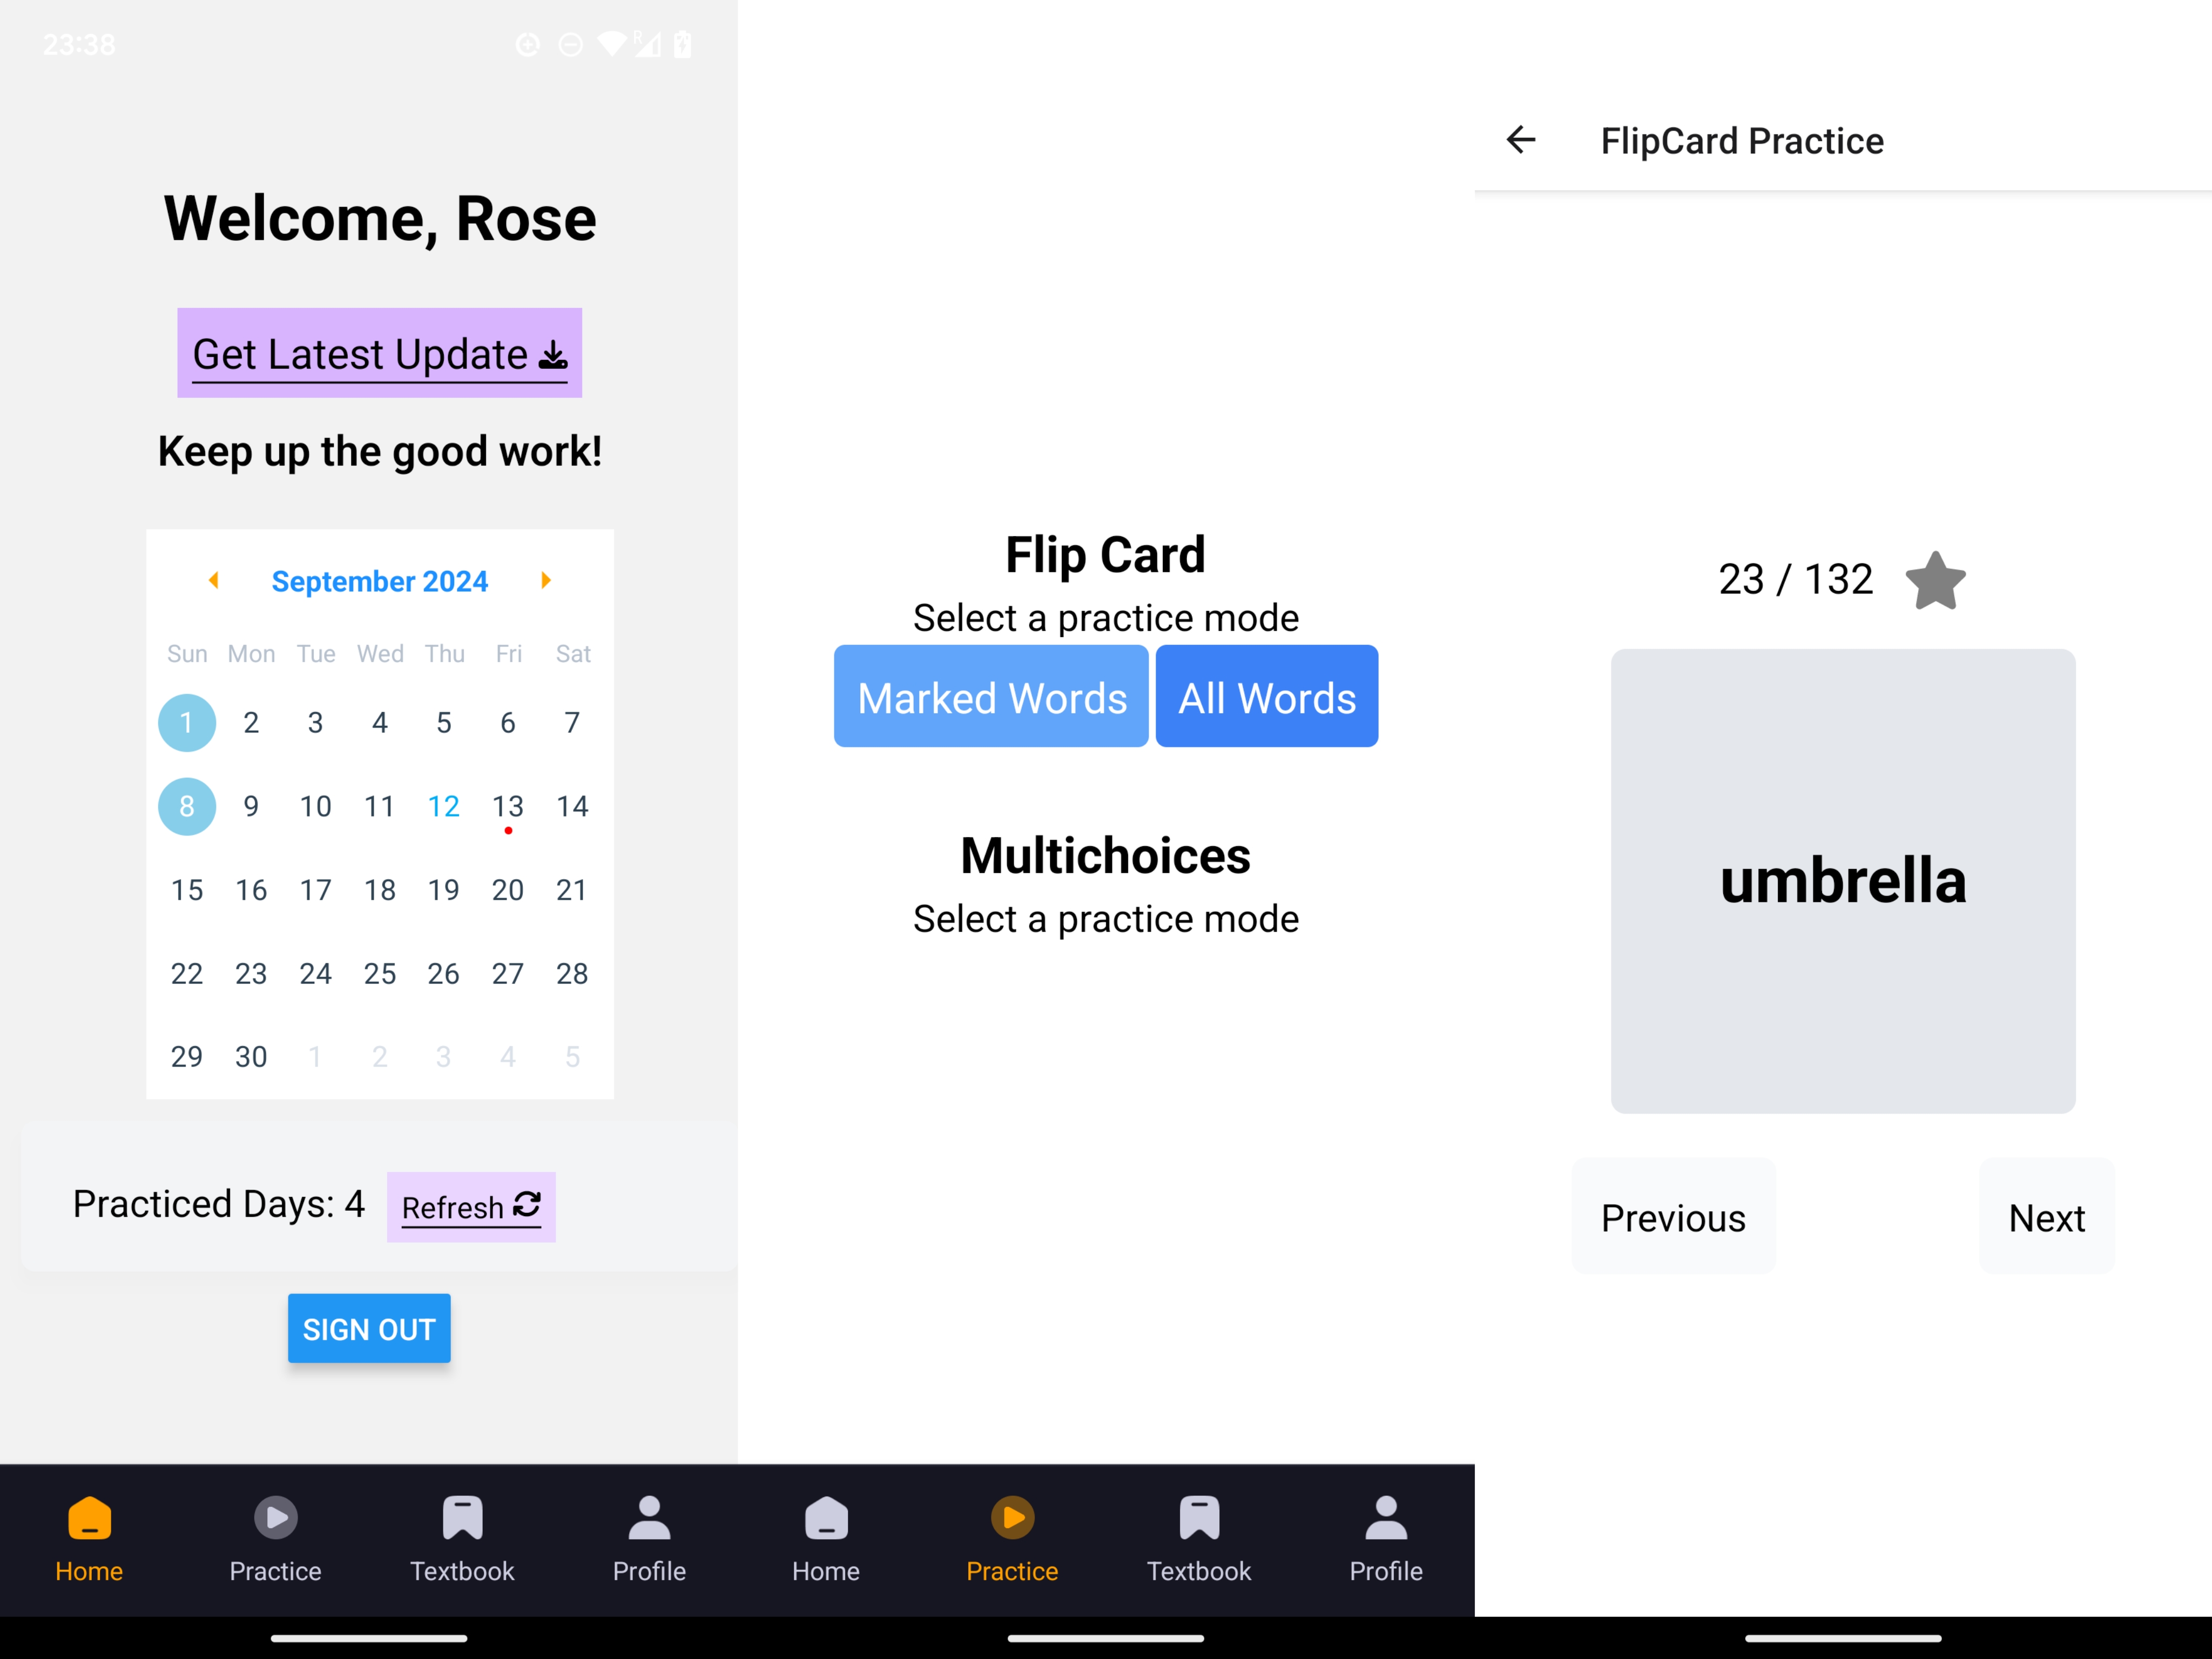 23:38
R
Welcome, Rose
Get Latest Update
Keep up the good work!
September 2024
Sun Mon Tue Wed Thu Fri Sat
1 2 3 4 5 6 7
8 9 10 11 12 13 14
15 16 17 18 19 20 21
22 23 24 25 26 27 28
29 30 1 2 3 4 5
Practiced Days: 4 Refresh
SIGN OUT
Home Practice Textbook Profile
Flip Card
Select a practice mode
Marked Words All Words
Multichoices
Select a practice mode
Home Practice Textbook Profile
FlipCard Practice
23 / 132
umbrella
Previous Next